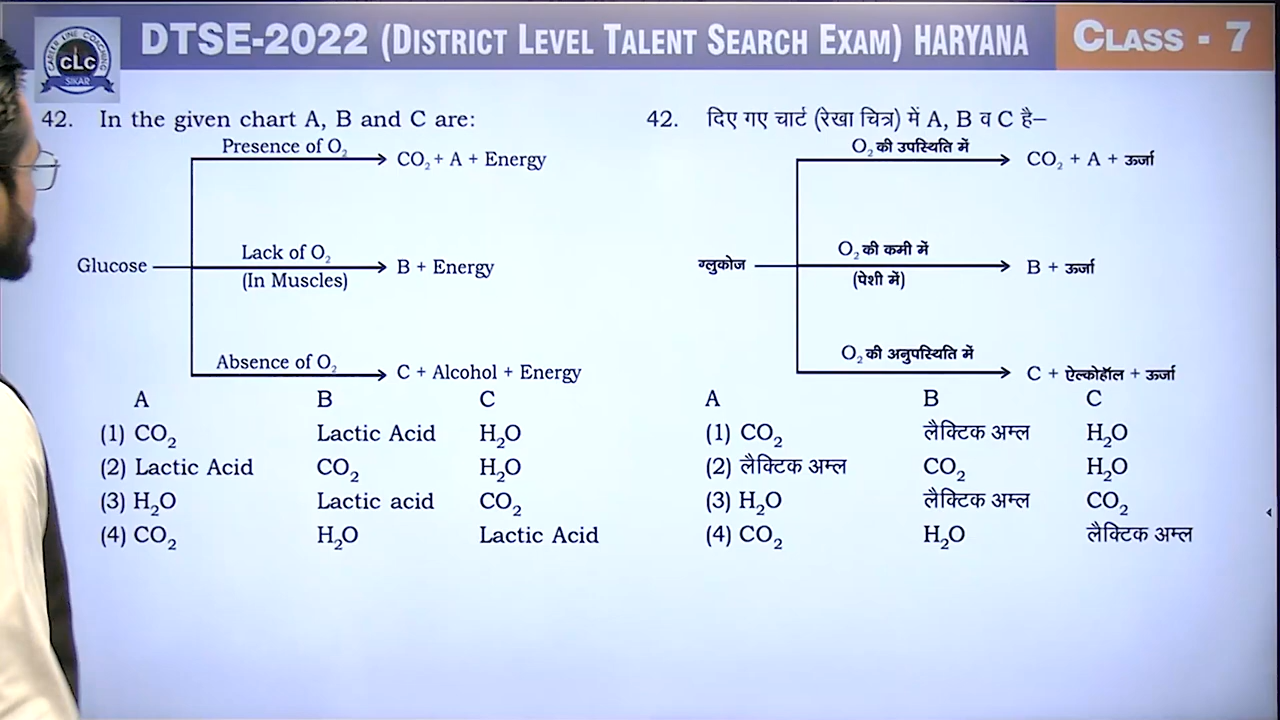 CAREER LINE COACHING
CLC
SIKAR
DTSE-2022 (DISTRICT LEVEL TALENT SEARCH EXAM) HARYANA
CLASS - 7
42. In the given chart A, B and C are:
Presence of O₂
CO₂ + A + Energy
Lack of O₂
Glucose
B + Energy
(In Muscles)
Absence of O₂
C + Alcohol + Energy
A B C
(1) CO₂ Lactic Acid H₂O
(2) Lactic Acid CO₂ H₂O
(3) H₂O Lactic acid CO₂
(4) CO₂ H₂O Lactic Acid
42. दिए गए चार्ट (रेखा चित्र) में A, B व C है–
O₂ की उपस्थिति में
CO₂ + A + ऊर्जा
O₂ की कमी में
ग्लुकोज
B + ऊर्जा
(पेशी में)
O₂ की अनुपस्थिति में
C + ऐल्कोहॉल + ऊर्जा
A B C
(1) CO₂ लैक्टिक अम्ल H₂O
(2) लैक्टिक अम्ल CO₂ H₂O
(3) H₂O लैक्टिक अम्ल CO₂
(4) CO₂ H₂O लैक्टिक अम्ल